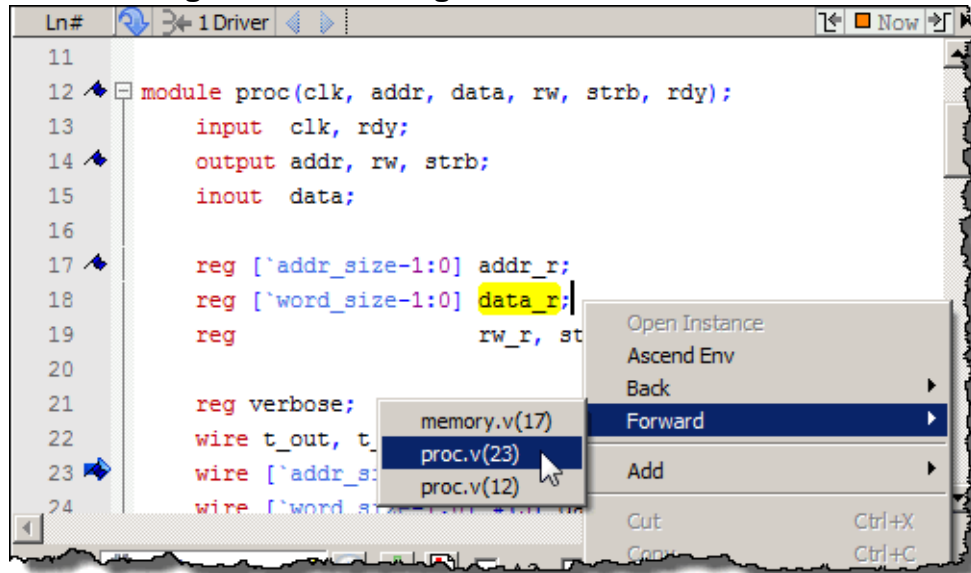 Ln# 1 Driver Now
11
12 module proc(clk, addr, data, rw, strb, rdy);
13 input clk, rdy;
14 output addr, rw, strb;
15 inout data;
16
17 reg [`addr_size-1:0] addr_r;
18 reg [`word_size-1:0] data_r;
19 reg rw_r, st
20
21 reg verbose;
22 wire t_out, t_
23 wire [`addr_s
24
Open Instance
Ascend Env
Back
Forward
Add
Cut Ctrl+X
Copy Ctrl+C
memory.v(17)
proc.v(23)
proc.v(12)